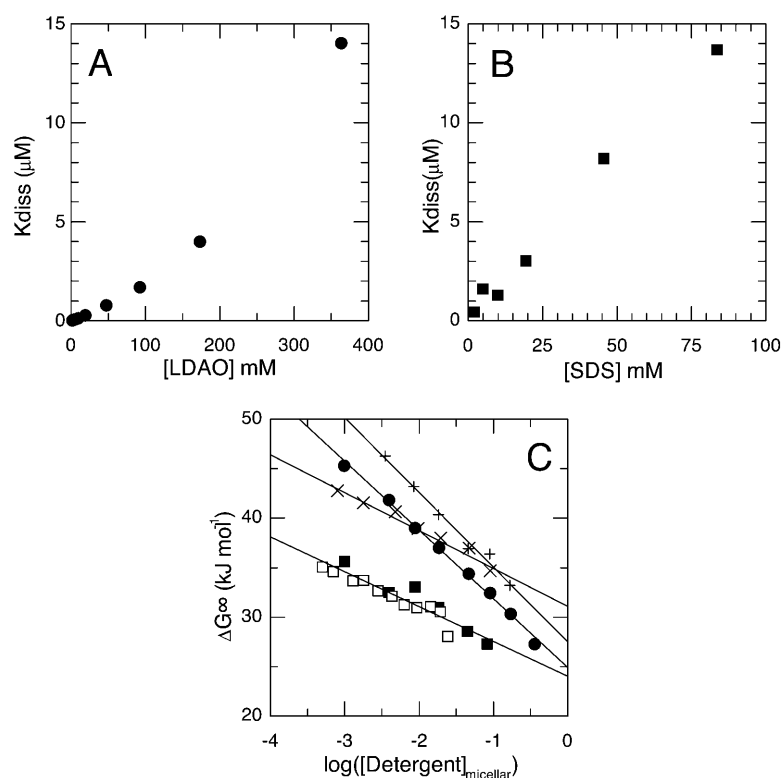 A
15
10
5
0
Kdiss (μM)
0 100 200 300 400
[LDAO] mM
B
15
10
5
0
Kdiss(μM)
0 25 50 75 100
[SDS] mM
C
50
40
30
20
ΔG∞ (kJ mol¹)
-4 -3 -2 -1 0
log([Detergent]micellar)